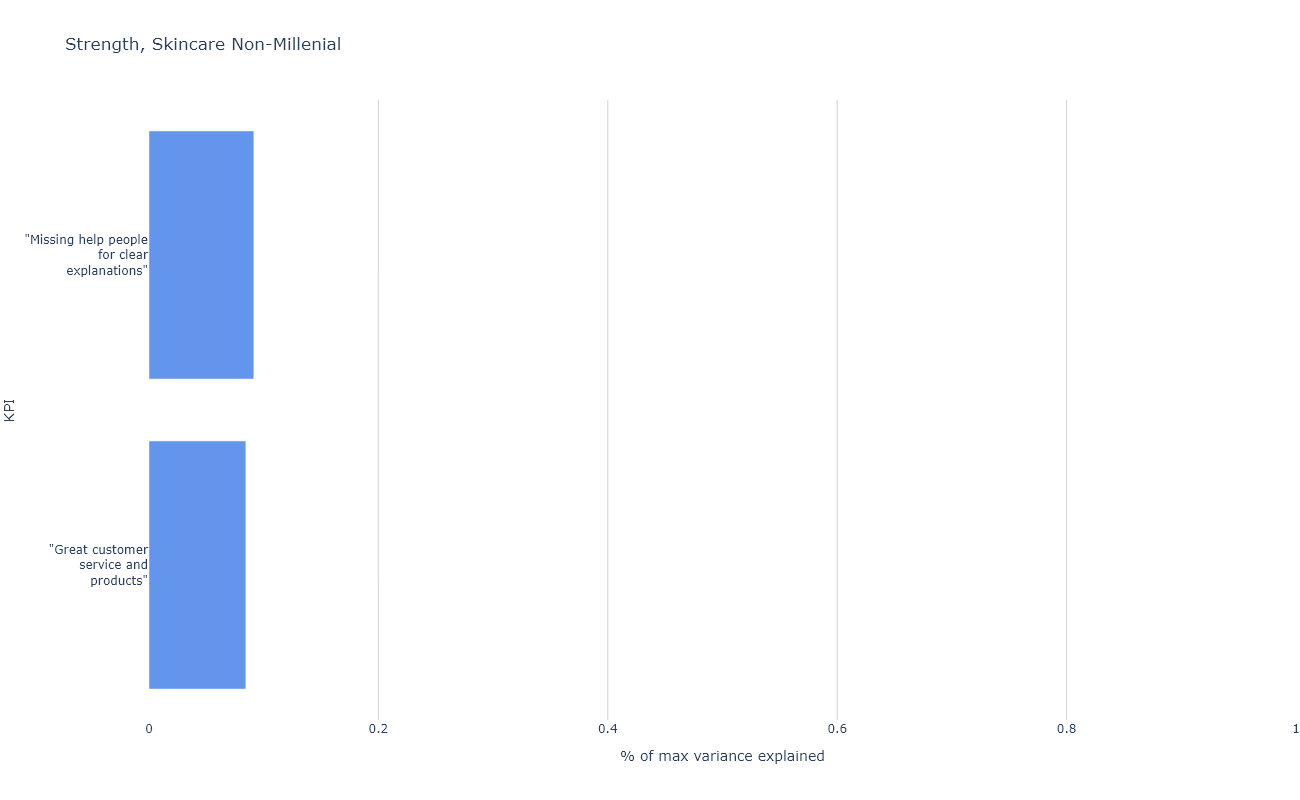 Strength, Skincare Non-Millenial
"Missing help people
for clear
explanations"
KPI
"Great customer
service and
products"
0 0.2 0.4 0.6 0.8 1
% of max variance explained